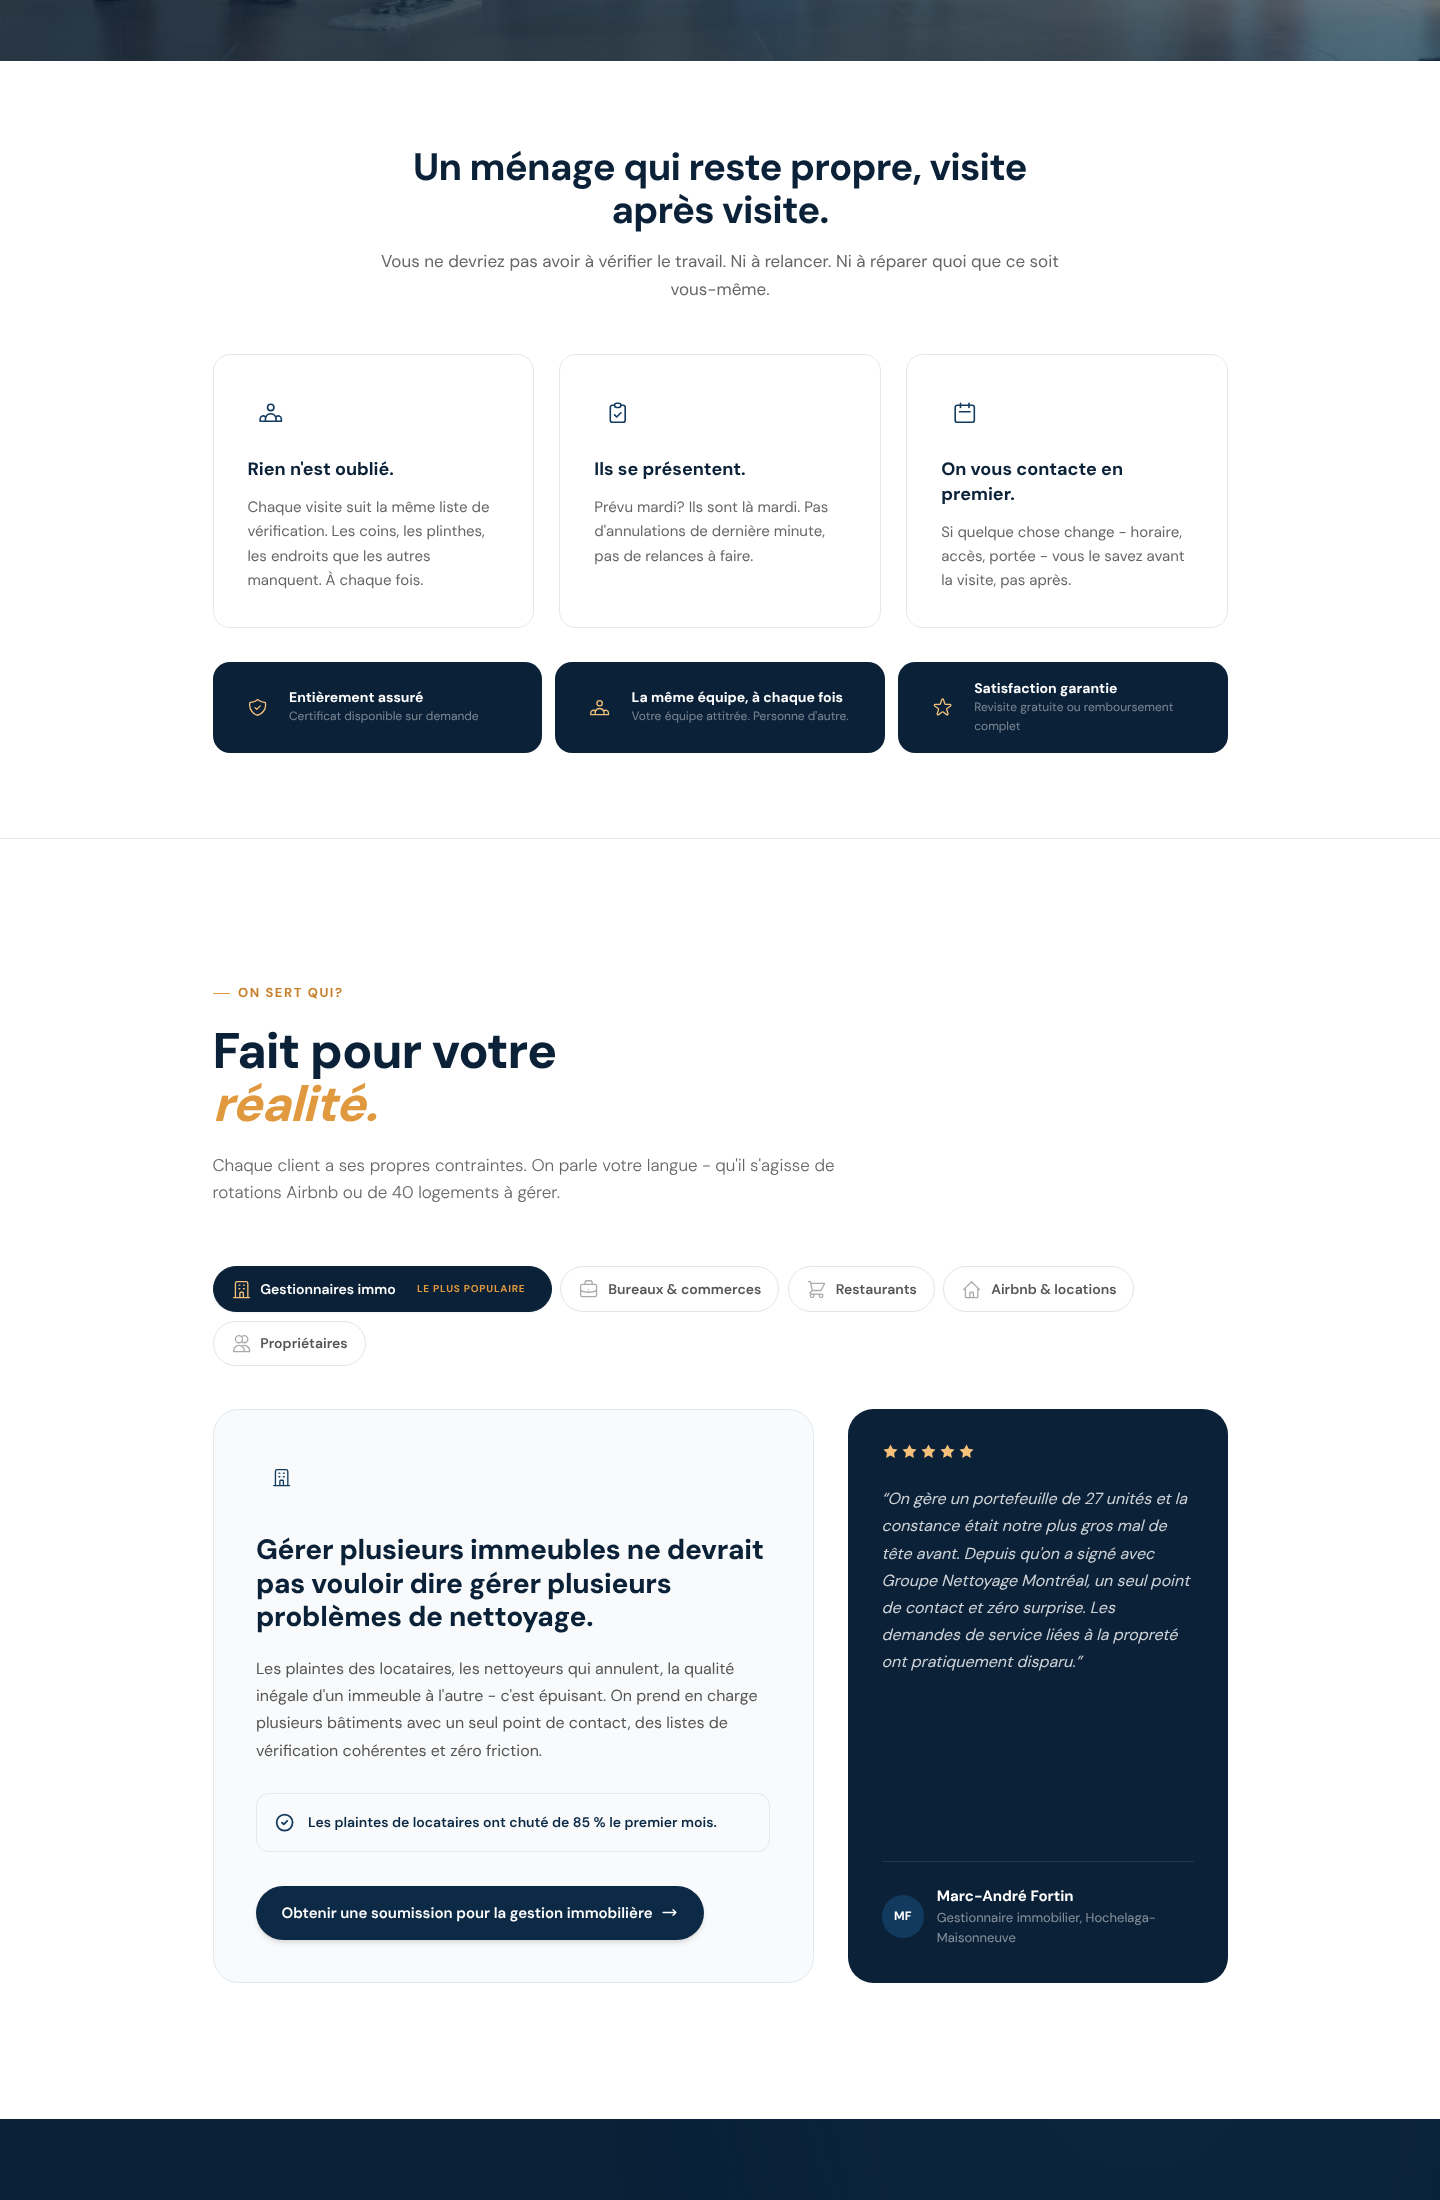 Un ménage qui reste propre, visite
après visite.
Vous ne devriez pas avoir à vérifier le travail. Ni à relancer. Ni à réparer quoi que ce soit
vous-même.
Rien n'est oublié.
Chaque visite suit la même liste de
vérification. Les coins, les plinthes,
les endroits que les autres
manquent. À chaque fois.
Ils se présentent.
Prévu mardi? Ils sont là mardi. Pas
d'annulations de dernière minute,
pas de relances à faire.
On vous contacte en
premier.
Si quelque chose change - horaire,
accès, portée - vous le savez avant
la visite, pas après.
Entièrement assuré
Certificat disponible sur demande
La même équipe, à chaque fois
Votre équipe attitrée. Personne d'autre.
Satisfaction garantie
Revisite gratuite ou remboursement
complet
— ON SERT QUI?
Fait pour votre
réalité.
Chaque client a ses propres contraintes. On parle votre langue - qu'il s'agisse de
rotations Airbnb ou de 40 logements à gérer.
Gestionnaires immo LE PLUS POPULAIRE
Bureaux & commerces
Restaurants
Airbnb & locations
Propriétaires
Gérer plusieurs immeubles ne devrait
pas vouloir dire gérer plusieurs
problèmes de nettoyage.
Les plaintes des locataires, les nettoyeurs qui annulent, la qualité
inégale d'un immeuble à l'autre - c'est épuisant. On prend en charge
plusieurs bâtiments avec un seul point de contact, des listes de
vérification cohérentes et zéro friction.
Les plaintes de locataires ont chuté de 85 % le premier mois.
Obtenir une soumission pour la gestion immobilière →
★★★★★
“On gère un portefeuille de 27 unités et la
constance était notre plus gros mal de
tête avant. Depuis qu'on a signé avec
Groupe Nettoyage Montréal, un seul point
de contact et zéro surprise. Les
demandes de service liées à la propreté
ont pratiquement disparu.”
MF
Marc-André Fortin
Gestionnaire immobilier, Hochelaga-
Maisonneuve